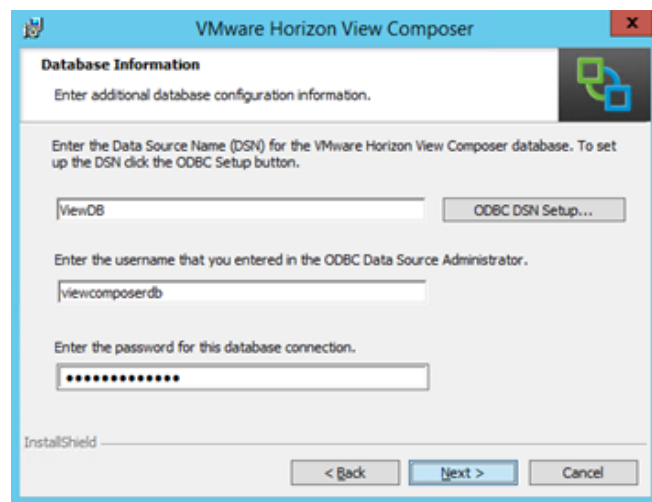 VMware Horizon View Composer
x
Database Information
Enter additional database configuration information.
Enter the Data Source Name (DSN) for the VMware Horizon View Composer database. To set
up the DSN click the ODBC Setup button.
ViewDB
ODBC DSN Setup...
Enter the username that you entered in the ODBC Data Source Administrator.
viewcomposerdb
Enter the password for this database connection.
•••••••••••••
InstallShield
< Back
Next >
Cancel